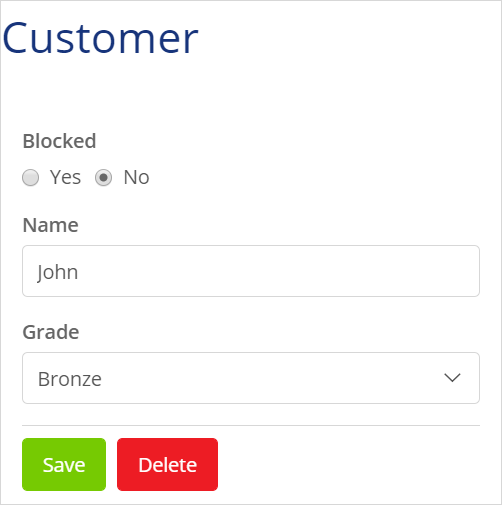 Customer
Blocked
Yes No
Name
John
Grade
Bronze
Save Delete